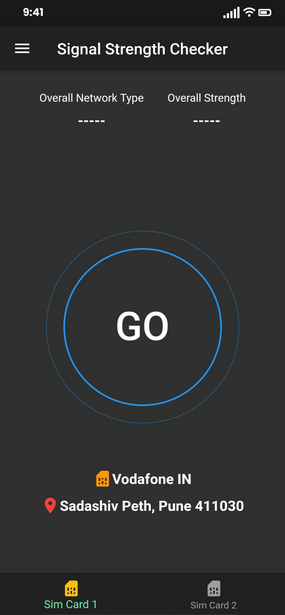 9:41
Signal Strength Checker
Overall Network Type Overall Strength
----- -----
GO
Vodafone IN
Sadashiv Peth, Pune 411030
Sim Card 1 Sim Card 2